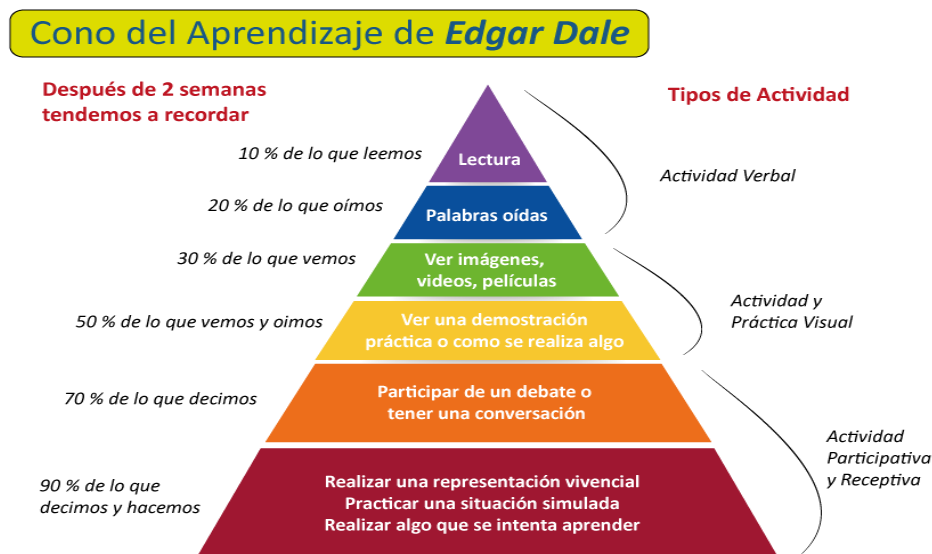 Cono del Aprendizaje de Edgar Dale
Después de 2 semanas
tendemos a recordar
Tipos de Actividad
10 % de lo que leemos
Lectura
Actividad Verbal
20 % de lo que oímos
Palabras oídas
30 % de lo que vemos
Ver imágenes,
videos, películas
Actividad y
Práctica Visual
50 % de lo que vemos y oimos
Ver una demostración
práctica o como se realiza algo
70 % de lo que decimos
Participar de un debate o
tener una conversación
Actividad
Participativa
y Receptiva
90 % de lo que
decimos y hacemos
Realizar una representación vivencial
Practicar una situación simulada
Realizar algo que se intenta aprender